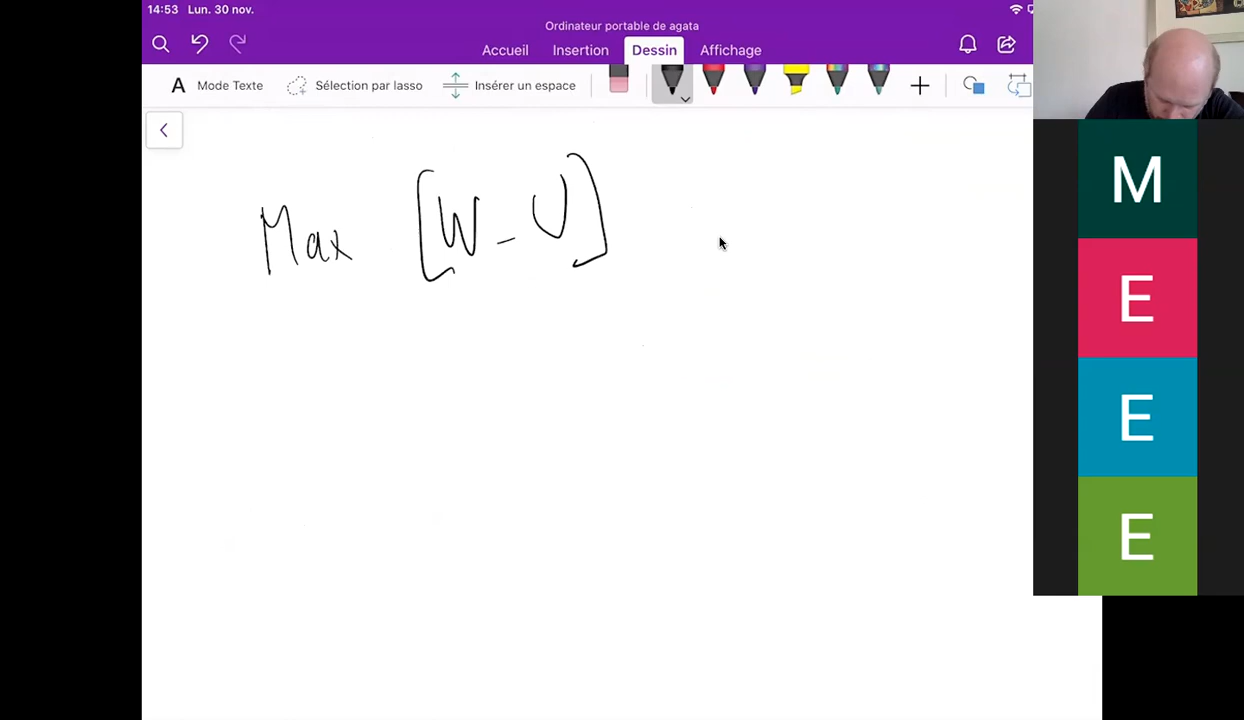 14:53 Lun. 30 nov.
Ordinateur portable de agata
Accueil Insertion Dessin Affichage
A Mode Texte Sélection par lasso Insérer un espace
Max [W - U]
M
E
E
E